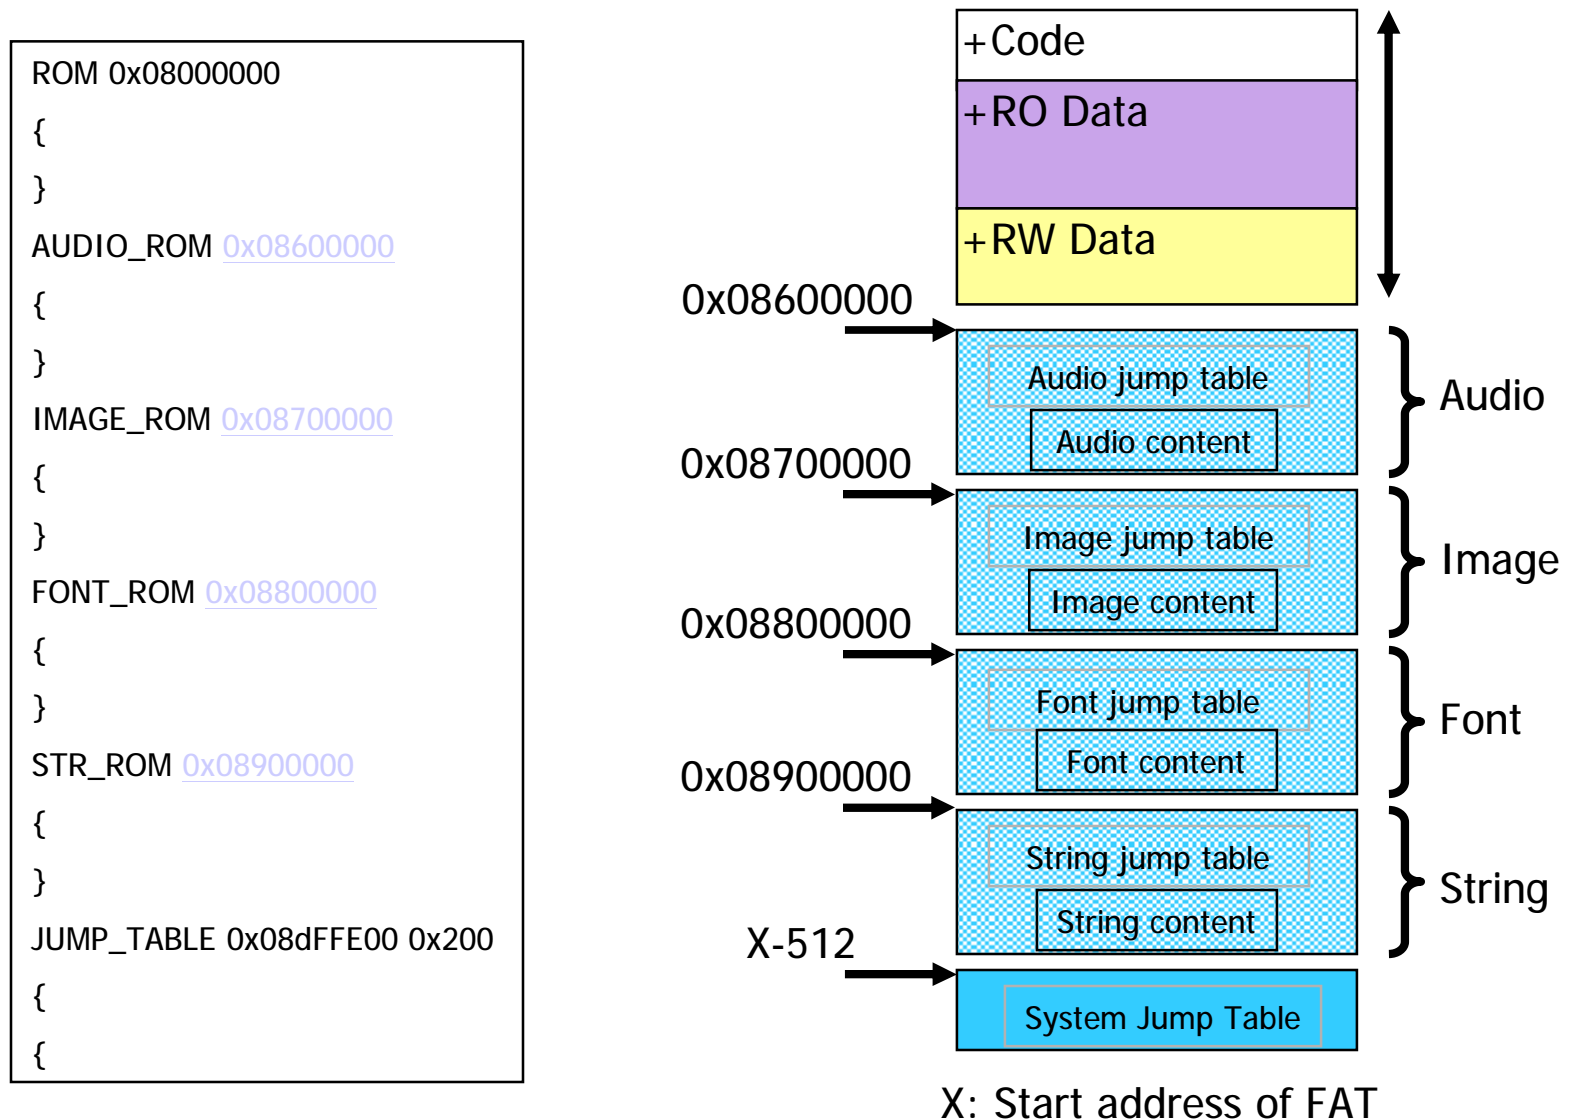 ROM 0x08000000
{
}
AUDIO_ROM 0x08600000
{
}
IMAGE_ROM 0x08700000
{
}
FONT_ROM 0x08800000
{
}
STR_ROM 0x08900000
{
}
JUMP_TABLE 0x08dFFE00 0x200
{
{
+Code
+RO Data
+RW Data
0x08600000
Audio jump table
Audio content
Audio
0x08700000
Image jump table
Image content
Image
0x08800000
Font jump table
Font content
Font
0x08900000
String jump table
String content
String
X-512
System Jump Table
X: Start address of FAT